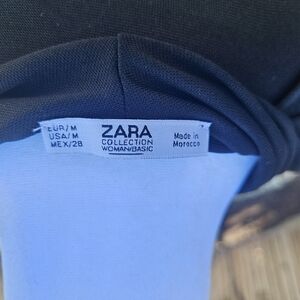 EUR/M
USA/M
MEX/28
ZARA
COLLECTION
WOMAN/BASIC
Made in
Morocco